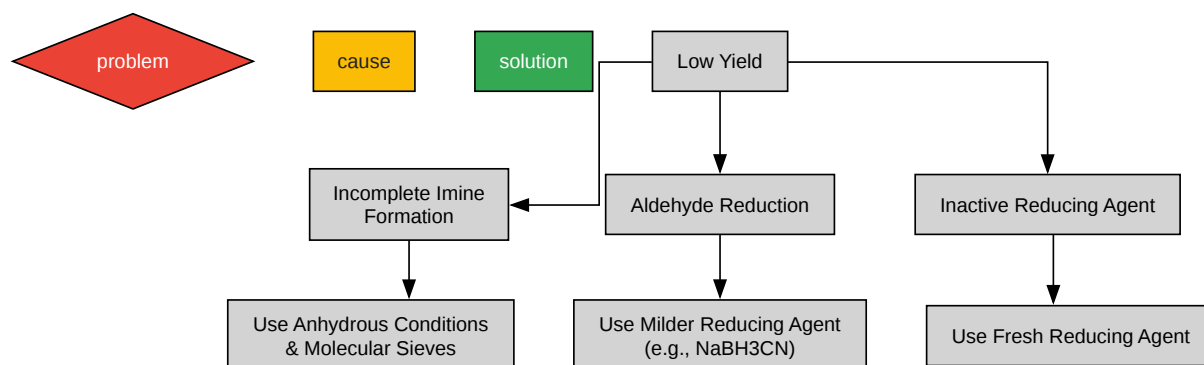 problem
cause
solution
Low Yield
Incomplete Imine
Formation
Aldehyde Reduction
Inactive Reducing Agent
Use Anhydrous Conditions
& Molecular Sieves
Use Milder Reducing Agent
(e.g., NaBH3CN)
Use Fresh Reducing Agent